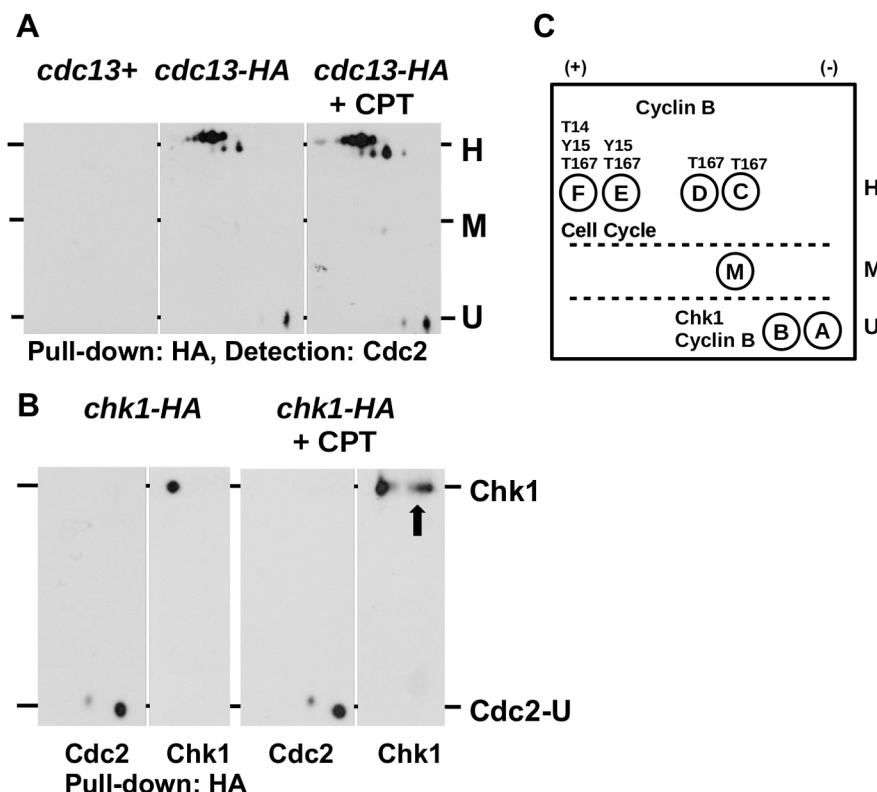 A
cdc13+ cdc13-HA cdc13-HA
+ CPT
H
M
U
Pull-down: HA, Detection: Cdc2
B
chk1-HA chk1-HA
+ CPT
Chk1
Cdc2-U
Cdc2 Chk1 Cdc2 Chk1
Pull-down: HA
C
(+) (-)
Cyclin B
T14
Y15 Y15
T167 T167 T167 T167
F E D C H
Cell Cycle
M M
Chk1
Cyclin B B A U